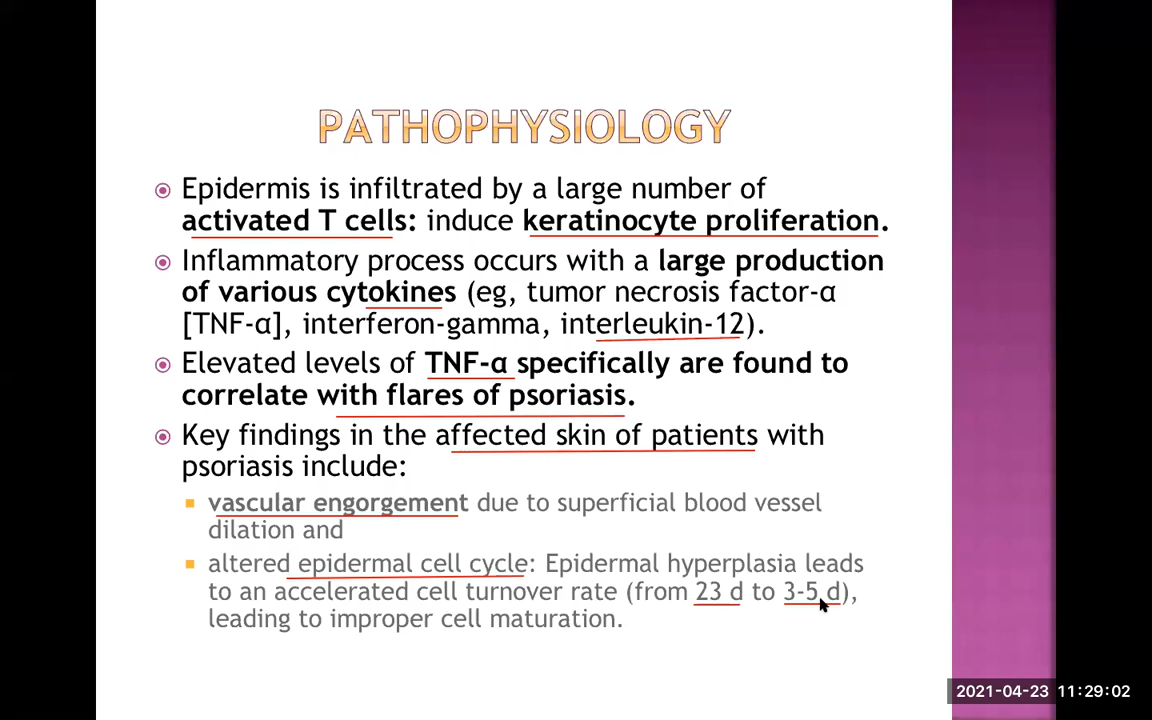 PATHOPHYSIOLOGY
Epidermis is infiltrated by a large number of
activated T cells: induce keratinocyte proliferation.
Inflammatory process occurs with a large production
of various cytokines (eg, tumor necrosis factor-α
[TNF-α], interferon-gamma, interleukin-12).
Elevated levels of TNF-α specifically are found to
correlate with flares of psoriasis.
Key findings in the affected skin of patients with
psoriasis include:
vascular engorgement due to superficial blood vessel
dilation and
altered epidermal cell cycle: Epidermal hyperplasia leads
to an accelerated cell turnover rate (from 23 d to 3-5 d),
leading to improper cell maturation.
2021-04-23 11:29:02